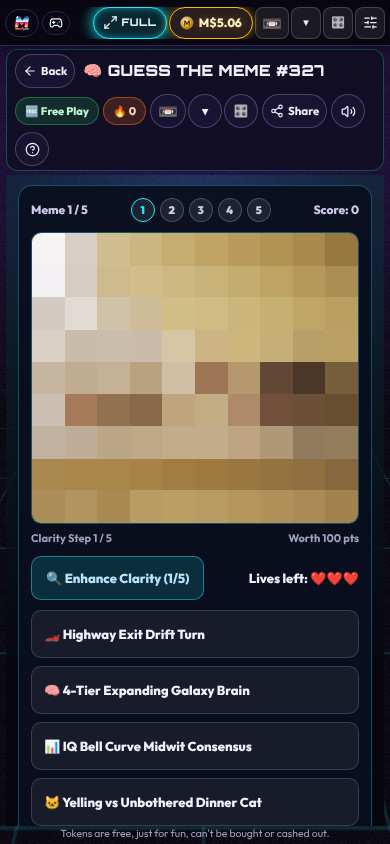 FULL
M$5.06
Back
🧠 GUESS THE MEME #327
🆓 Free Play
🔥 0
Share
Meme 1 / 5
1 2 3 4 5
Score: 0
Clarity Step 1 / 5
Worth 100 pts
🔍 Enhance Clarity (1/5)
Lives left: ❤️❤️❤️
🏎️ Highway Exit Drift Turn
🧠 4-Tier Expanding Galaxy Brain
📊 IQ Bell Curve Midwit Consensus
🐱 Yelling vs Unbothered Dinner Cat
Tokens are free, just for fun, can't be bought or cashed out.